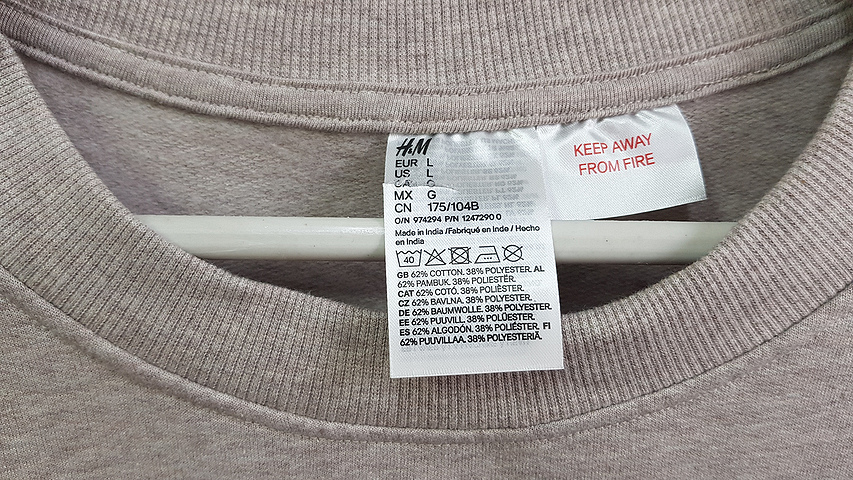 H&M
EUR L
US L
MX G
CN 175/104B
O/N 974294 P/N 1247290 0
Made in India /Fabriqué en Inde / Hecho
en India
40
GB 62% COTTON. 38% POLYESTER. AL
62% PAMBUK. 38% POLIESTËR.
CAT 62% COTÓ. 38% POLIÈSTER.
CZ 62% BAVLNA. 38% POLYESTER.
DE 62% BAUMWOLLE. 38% POLYESTER.
EE 62% PUUVILL. 38% POLÜESTER.
ES 62% ALGODÓN. 38% POLIÉSTER. FI
62% PUUVILLAA. 38% POLYESTERIÄ.
KEEP AWAY
FROM FIRE